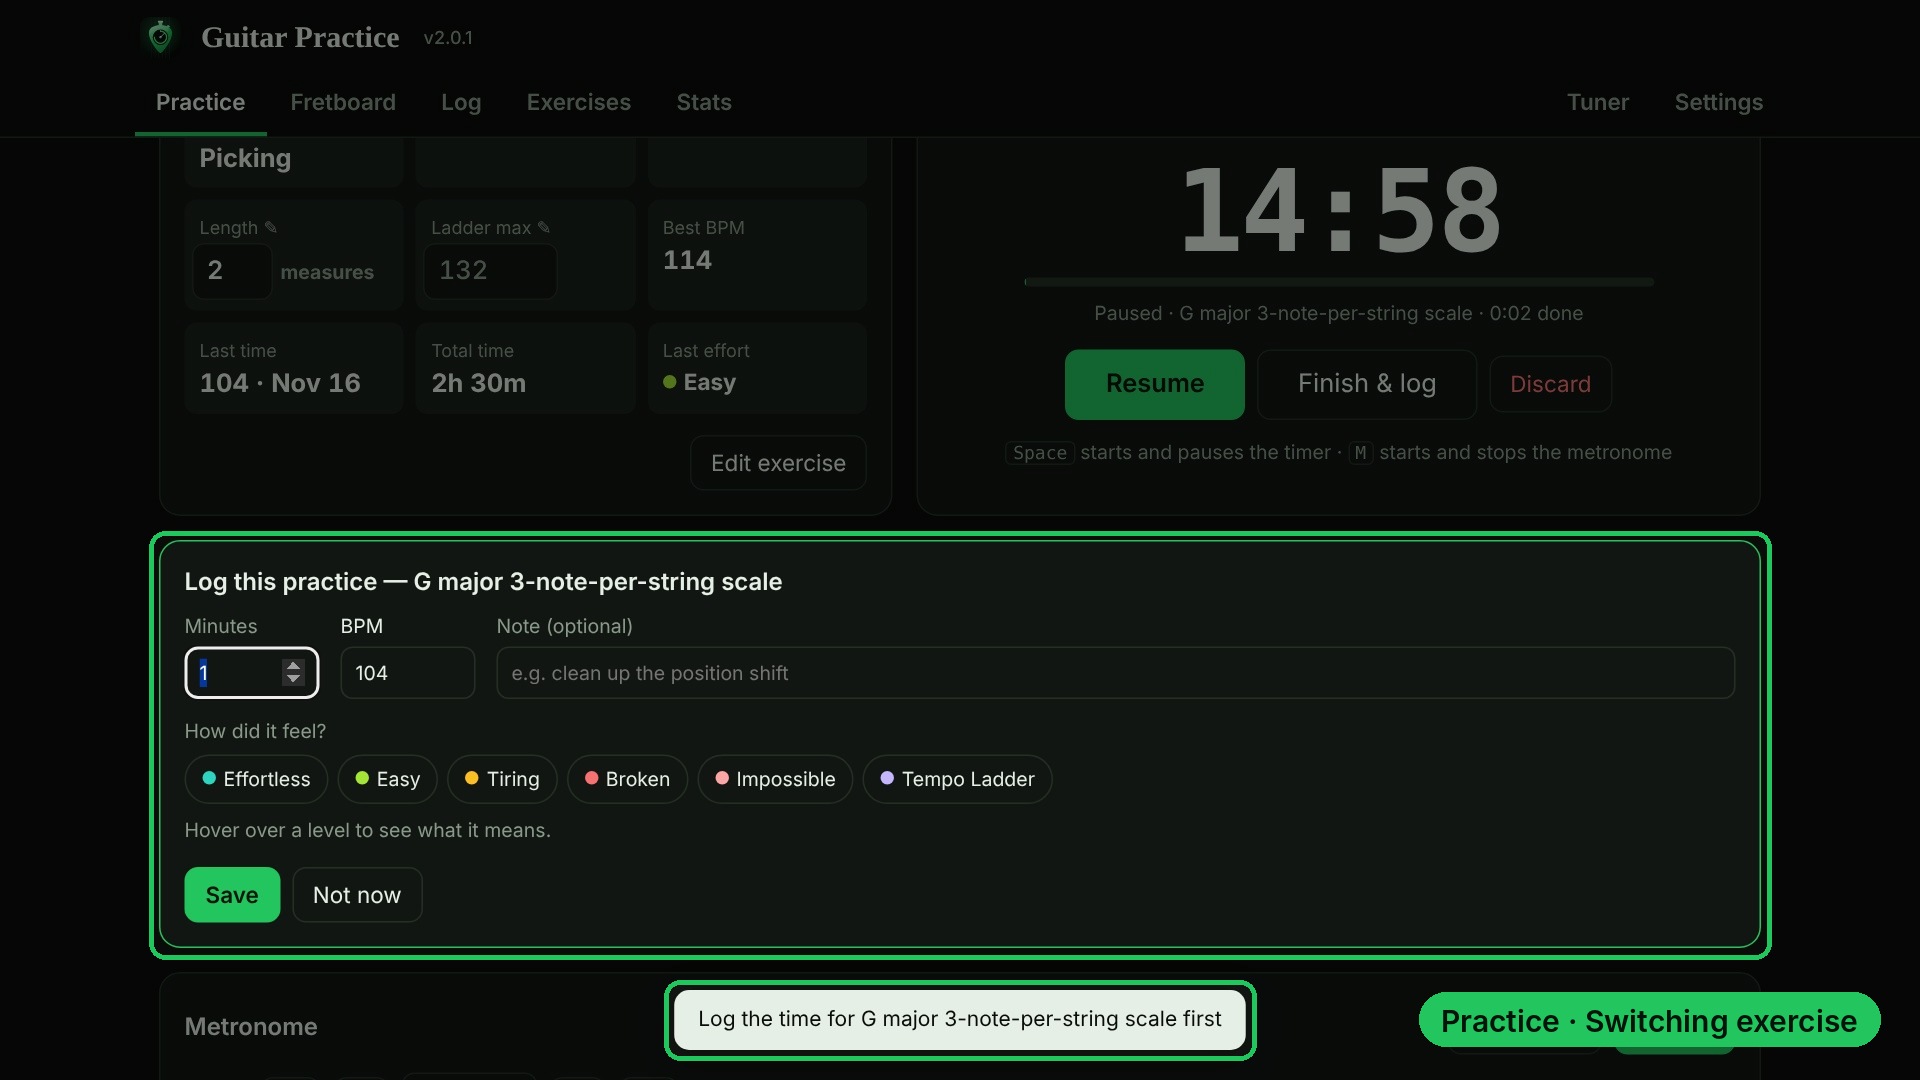 Guitar Practice v2.0.1
Practice Fretboard Log Exercises Stats Tuner Settings
Picking
Length ✎ Ladder max ✎ Best BPM
2 measures 132 114
Last time Total time Last effort
104 · Nov 16 2h 30m Easy
Edit exercise
14:58
Paused · G major 3-note-per-string scale · 0:02 done
Resume Finish & log Discard
Space starts and pauses the timer · M starts and stops the metronome
Log this practice — G major 3-note-per-string scale
Minutes BPM Note (optional)
1 104 e.g. clean up the position shift
How did it feel?
Effortless Easy Tiring Broken Impossible Tempo Ladder
Hover over a level to see what it means.
Save Not now
Metronome
Log the time for G major 3-note-per-string scale first
Practice · Switching exercise